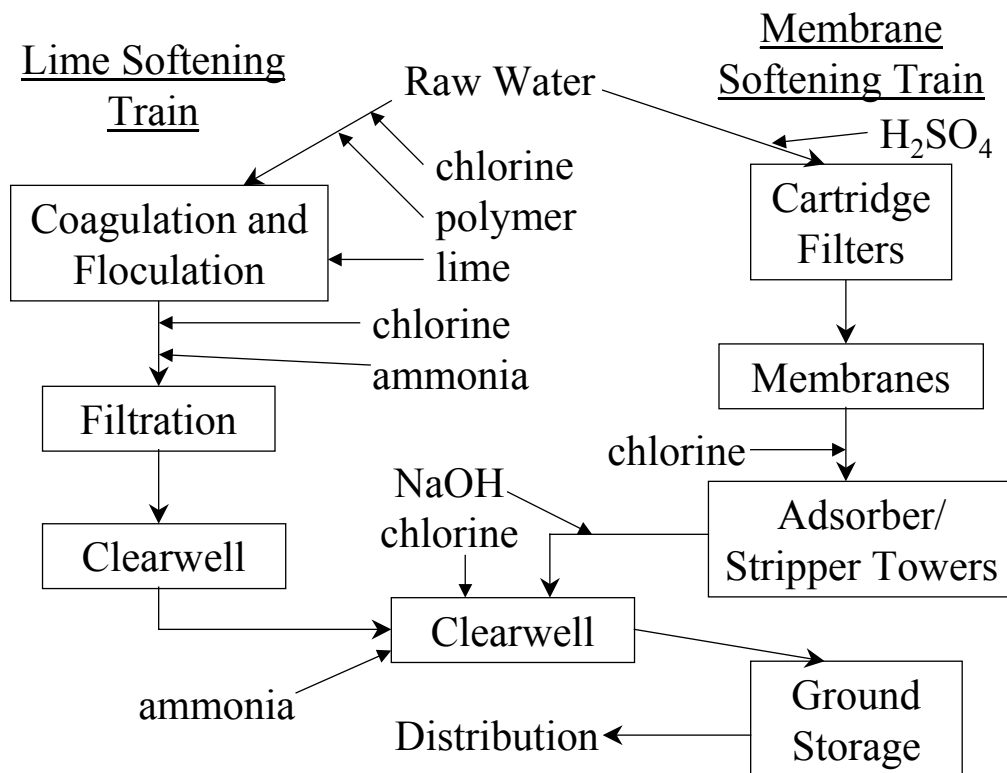 Lime Softening
Train
Raw Water
Membrane
Softening Train
H₂SO₄
chlorine
polymer
lime
Coagulation and
Floculation
Cartridge
Filters
chlorine
ammonia
Filtration
Membranes
chlorine
NaOH
chlorine
Adsorber/
Stripper Towers
Clearwell
Clearwell
ammonia
Ground
Storage
Distribution